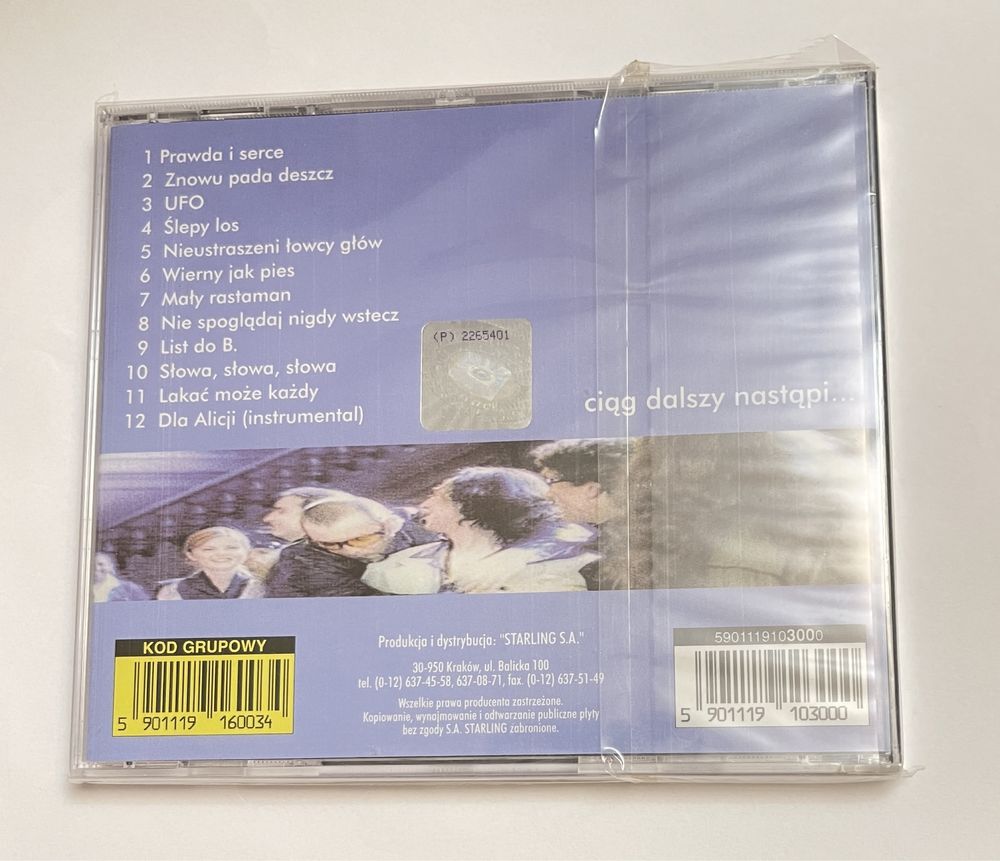 1 Prawda i serce
2 Znowu pada deszcz
3 UFO
4 Ślepy los
5 Nieustraszeni łowcy głów
6 Wierny jak pies
7 Mały rastaman
8 Nie spoglądaj nigdy wstecz
9 List do B.
10 Słowa, słowa, słowa
11 Lakać może każdy
12 Dla Alicji (instrumental)
(P) 2265401
ciąg dalszy nastąpi...
KOD GRUPOWY
5 901119 160034
Produkcja i dystrybucja: "STARLING S.A."
30-950 Kraków, ul. Balicka 100
tel. (0-12) 637-45-58, 637-08-71, fax. (0-12) 637-51-49
Wszelkie prawa producenta zastrzeżone.
Kopiowanie, wynajmowanie i odtwarzanie publiczne płyty
bez zgody S.A. STARLING zabronione.
5901119103000
5 901119 103000